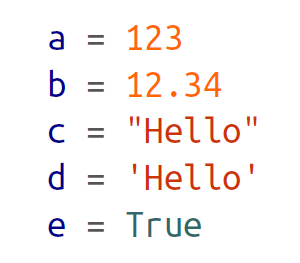 a = 123
b = 12.34
c = "Hello"
d = 'Hello'
e = True